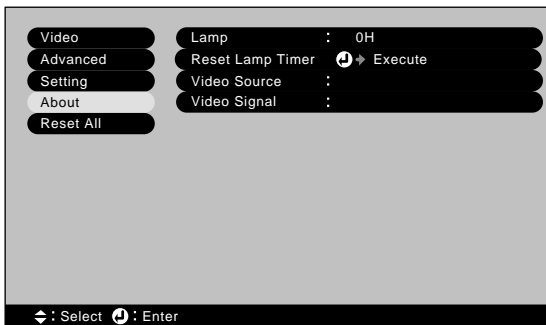 Video
Advanced
Setting
About
Reset All
Lamp : 0H
Reset Lamp Timer Execute
Video Source :
Video Signal :
: Select : Enter